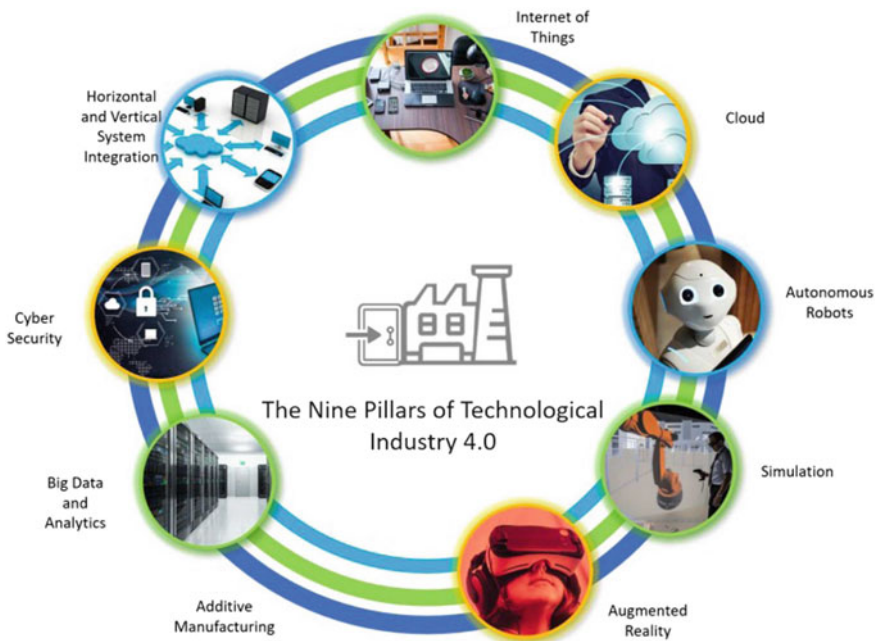 Internet of
Things
Cloud
Autonomous
Robots
Simulation
Augmented
Reality
Additive
Manufacturing
Big Data
and
Analytics
Cyber
Security
Horizontal
and Vertical
System
Integration
The Nine Pillars of Technological
Industry 4.0